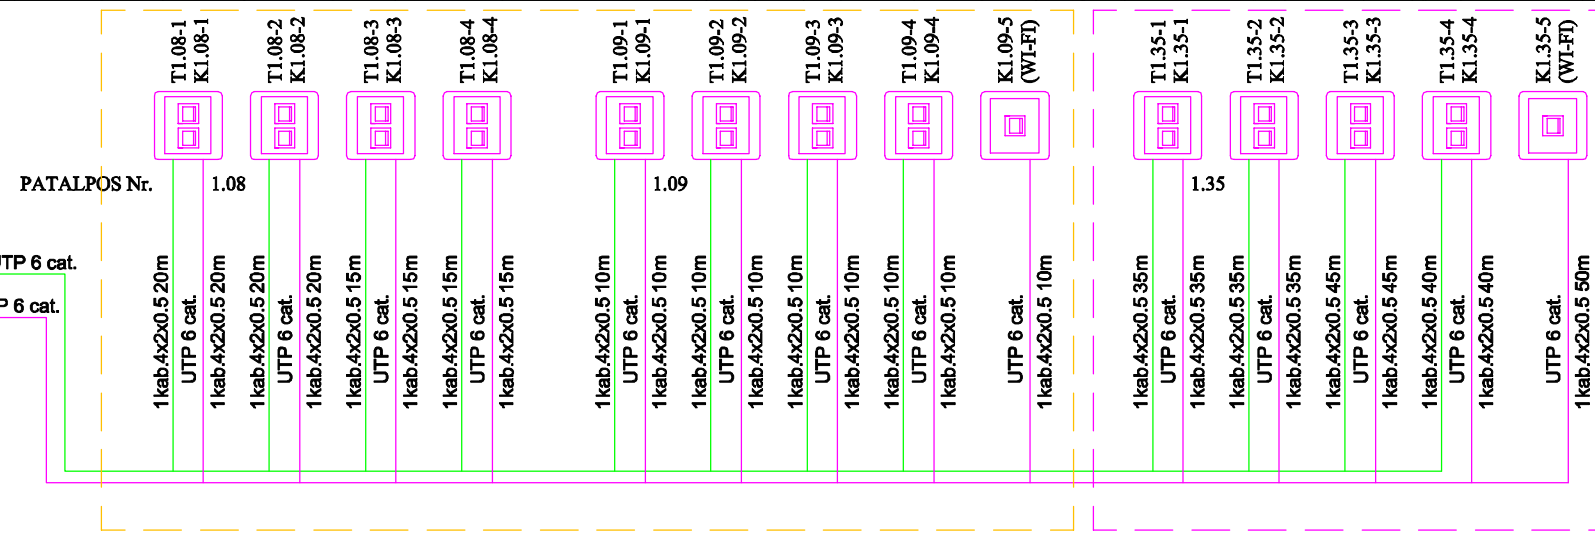 T1.08-1
K1.08-1
T1.08-2
K1.08-2
T1.08-3
K1.08-3
T1.08-4
K1.08-4
T1.09-1
K1.09-1
T1.09-2
K1.09-2
T1.09-3
K1.09-3
T1.09-4
K1.09-4
K1.09-5
(WI-FI)
T1.35-1
K1.35-1
T1.35-2
K1.35-2
T1.35-3
K1.35-3
T1.35-4
K1.35-4
K1.35-5
(WI-FI)
PATALPOS Nr.
1.08
1.09
1.35
UTP 6 cat.
P 6 cat.
1kab.4x2x0.5 20m
UTP 6 cat.
1kab.4x2x0.5 20m
1kab.4x2x0.5 20m
UTP 6 cat.
1kab.4x2x0.5 20m
1kab.4x2x0.5 15m
UTP 6 cat.
1kab.4x2x0.5 15m
1kab.4x2x0.5 15m
UTP 6 cat.
1kab.4x2x0.5 15m
1kab.4x2x0.5 10m
UTP 6 cat.
1kab.4x2x0.5 10m
1kab.4x2x0.5 10m
UTP 6 cat.
1kab.4x2x0.5 10m
1kab.4x2x0.5 10m
UTP 6 cat.
1kab.4x2x0.5 10m
1kab.4x2x0.5 10m
UTP 6 cat.
1kab.4x2x0.5 10m
UTP 6 cat.
1kab.4x2x0.5 10m
1kab.4x2x0.5 35m
UTP 6 cat.
1kab.4x2x0.5 35m
1kab.4x2x0.5 35m
UTP 6 cat.
1kab.4x2x0.5 35m
1kab.4x2x0.5 45m
UTP 6 cat.
1kab.4x2x0.5 45m
1kab.4x2x0.5 40m
UTP 6 cat.
1kab.4x2x0.5 40m
UTP 6 cat.
1kab.4x2x0.5 50m